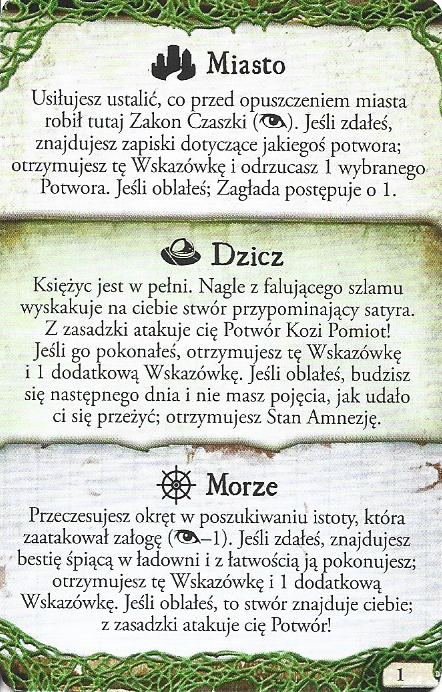 Miasto
Usiłujesz ustalić, co przed opuszczeniem miasta
robił tutaj Zakon Czaszki (). Jeśli zdałeś,
znajdujesz zapiski dotyczące jakiegoś potwora;
otrzymujesz tę Wskazówkę i odrzucasz 1 wybranego
Potwora. Jeśli oblałeś; Zagłada postępuje o 1.
Dzicz
Księżyc jest w pełni. Nagle z falującego szlamu
wyskakuje na ciebie stwór przypominający satyra.
Z zasadzki atakuje cię Potwór Kozi Pomiot!
Jeśli go pokonałeś, otrzymujesz tę Wskazówkę
i 1 dodatkową Wskazówkę. Jeśli oblałeś, budzisz
się następnego dnia i nie masz pojęcia, jak udało
ci się przeżyć; otrzymujesz Stan Amnezję.
Morze
Przeczesujesz okręt w poszukiwaniu istoty, która
zaatakował załogę (–1). Jeśli zdałeś, znajdujesz
bestię śpiącą w ładowni i z łatwością ją pokonujesz;
otrzymujesz tę Wskazówkę i 1 dodatkową
Wskazówkę. Jeśli oblałeś, to stwór znajduje ciebie;
z zasadzki atakuje cię Potwór!
1